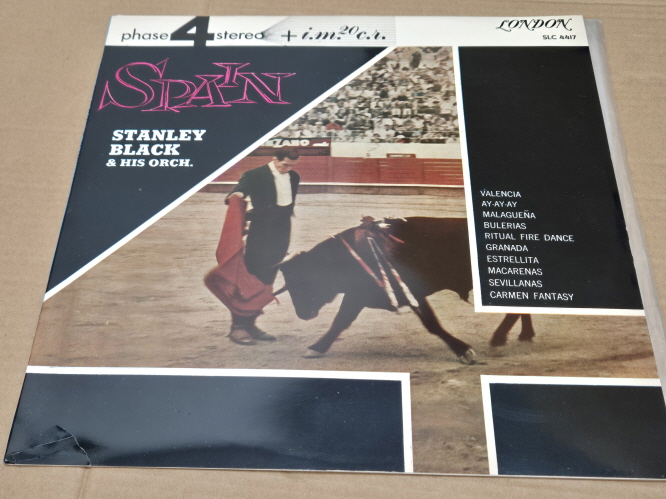 phase 4 stereo + i.m. 20 c.r.
LONDON
SLC 4417
SPAIN
STANLEY
BLACK
& HIS ORCH.
ZANO
VALENCIA
AY-AY-AY
MALAGUEÑA
BULERIAS
RITUAL FIRE DANCE
GRANADA
ESTRELLITA
MACARENAS
SEVILLANAS
CARMEN FANTASY